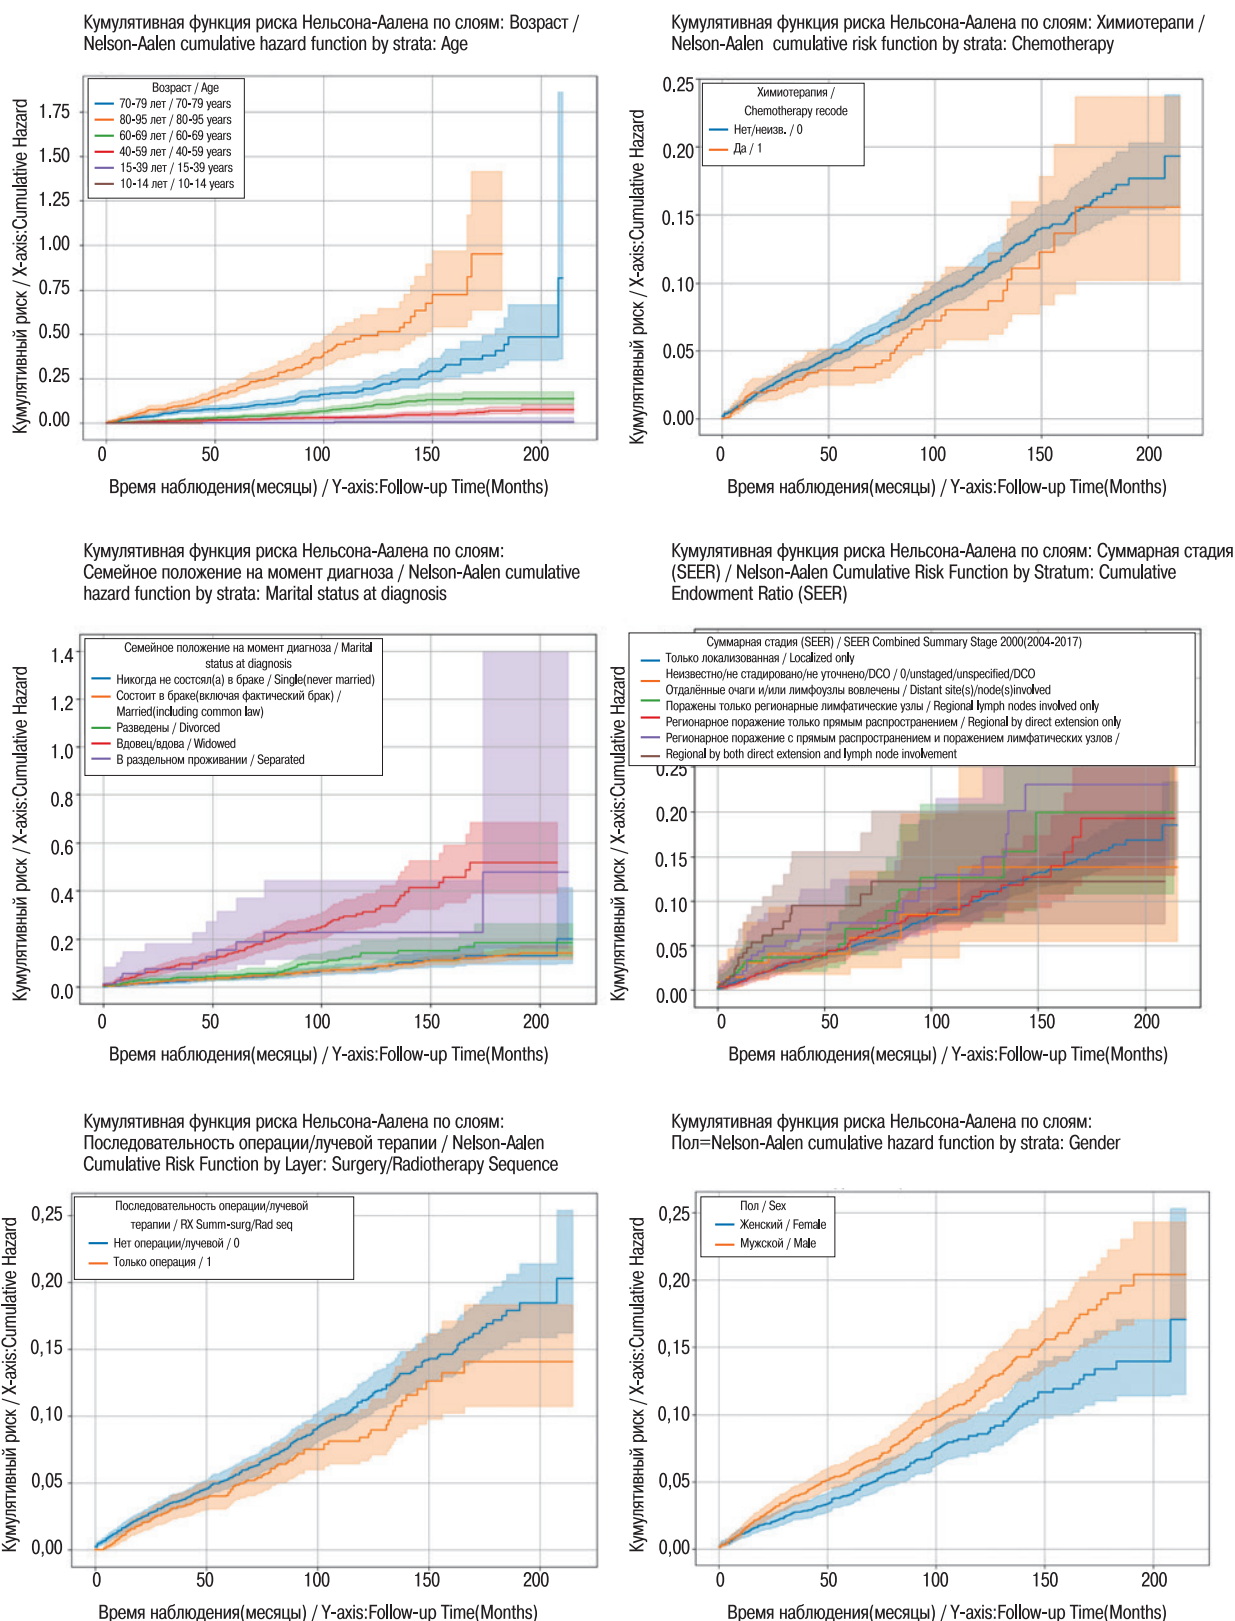 Кумулятивная функция риска Нельсона-Аалена по слоям: Возраст /
Nelson-Aalen cumulative hazard function by strata: Age
Кумулятивный риск / X-axis:Cumulative Hazard
1.75
1.50
1.25
1.00
0.75
0.50
0.25
0.00
Возраст / Age
70-79 лет / 70-79 years
80-95 лет / 80-95 years
60-69 лет / 60-69 years
40-59 лет / 40-59 years
15-39 лет / 15-39 years
10-14 лет / 10-14 years
0 50 100 150 200
Время наблюдения(месяцы) / Y-axis:Follow-up Time(Months)
Кумулятивная функция риска Нельсона-Аалена по слоям: Химиотерапи /
Nelson-Aalen cumulative risk function by strata: Chemotherapy
Кумулятивный риск / X-axis:Cumulative Hazard
0.25
0.20
0.15
0.10
0.05
0.00
Химиотерапия /
Chemotherapy recode
Нет/неизв. / 0
Да / 1
0 50 100 150 200
Время наблюдения(месяцы) / Y-axis:Follow-up Time(Months)
Кумулятивная функция риска Нельсона-Аалена по слоям:
Семейное положение на момент диагноза / Nelson-Aalen cumulative
hazard function by strata: Marital status at diagnosis
Кумулятивный риск / X-axis:Cumulative Hazard
1.4
1.2
1.0
0.8
0.6
0.4
0.2
0.0
Семейное положение на момент диагноза / Marital
status at diagnosis
Никогда не состсял(а) в браке / Single(never married)
Состоит в браке(включая фактический брак) /
Married(including common law)
Разведены / Divorced
Вдовец/вдова / Widowed
В раздельном проживании / Separated
0 50 100 150 200
Время наблюдения(месяцы) / Y-axis:Follow-up Time(Months)
Кумулятивная функция риска Нельсона-Аалена по слоям: Суммарная стадия
(SEER) / Nelson-Aalen Cumulative Risk Function by Stratum: Cumulative
Endowment Ratio (SEER)
Кумулятивный риск / X-axis:Cumulative Hazard
Суммарная стадия (SEER) / SEER Combined Summary Stage 2000(2004-2017)
Только локализованная / Localized only
Неизвестно/не стадировано/не уточнено/DCO / 0/unstaged/unspecified/DCO
Отдалённые очаги и/или лимфоузлы вовлечены / Distant site(s)/node(s)involved
Поражены только регионарные лимфатические узлы / Regional lymph nodes involved only
Регионарное поражение только прямым распространением / Regional by direct extension only
Регионарное поражение с прямым распространением и поражением лимфатических узлов /
Regional by both direct extension and lymph node involvement
0.25
0.20
0.15
0.10
0.05
0.00
0 50 100 150 200
Время наблюдения(месяцы) / Y-axis:Follow-up Time(Months)
Кумулятивная функция риска Нельсона-Аалена по слоям:
Последовательность операции/лучевой терапии / Nelson-Aalen
Cumulative Risk Function by Layer: Surgery/Radiotherapy Sequence
Кумулятивный риск / X-axis:Cumulative Hazard
0,25
0,20
0,15
0,10
0,05
0,00
Последовательность операции/лучевой
терапии / RX Summ-surg/Rad seq
Нет операции/лучевой / 0
Только операция / 1
0 50 100 150 200
Время наблюдения(месяцы) / Y-axis:Follow-up Time(Months)
Кумулятивная функция риска Нельсона-Аалена по слоям:
Пол=Nelson-Aalen cumulative hazard function by strata: Gender
Кумулятивный риск / X-axis:Cumulative Hazard
0,25
0,20
0,15
0,10
0,05
0,00
Пол / Sex
Женский / Female
Мужской / Male
0 50 100 150 200
Время наблюдения(месяцы) / Y-axis:Follow-up Time(Months)